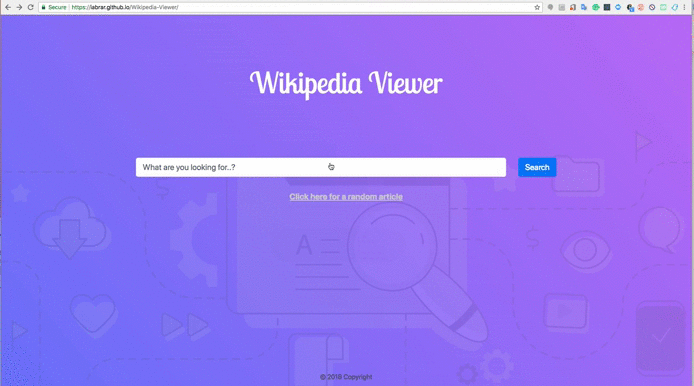 Secure | https://labrar.github.io/Wikipedia-Viewer/
Wikipedia Viewer
What are you looking for..?
Search
Click here for a random article
A
© 2018 Copyright